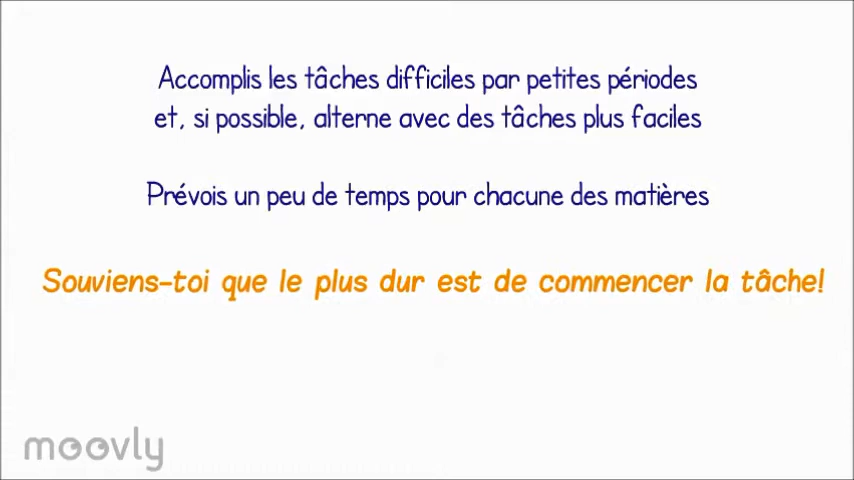 Accomplis les tâches difficiles par petites périodes
et, si possible, alterne avec des tâches plus faciles
Prévois un peu de temps pour chacune des matières
Souviens-toi que le plus dur est de commencer la tâche!
moovly